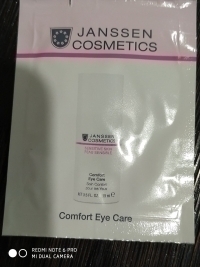 JANSSEN
COSMETICS
JANSSEN
COSMETICS
Comfort
Eye Care
Comfort Eye Care
REDMI NOTE 6 PRO
MI DUAL CAMERA